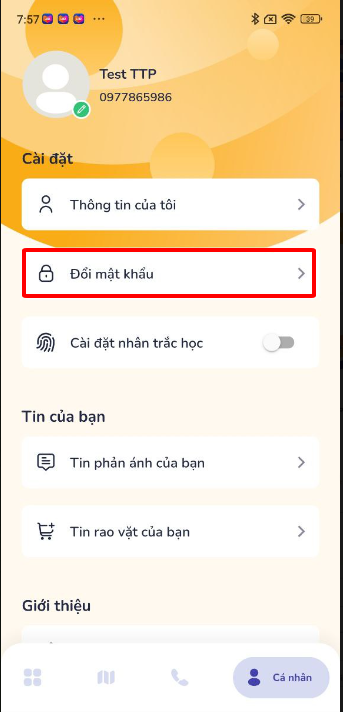 7:57
39
Test TTP
0977865986
Cài đặt
Thông tin của tôi
Đổi mật khẩu
Cài đặt nhân trắc học
Tin của bạn
Tin phản ánh của bạn
Tin rao vặt của bạn
Giới thiệu
Cá nhân